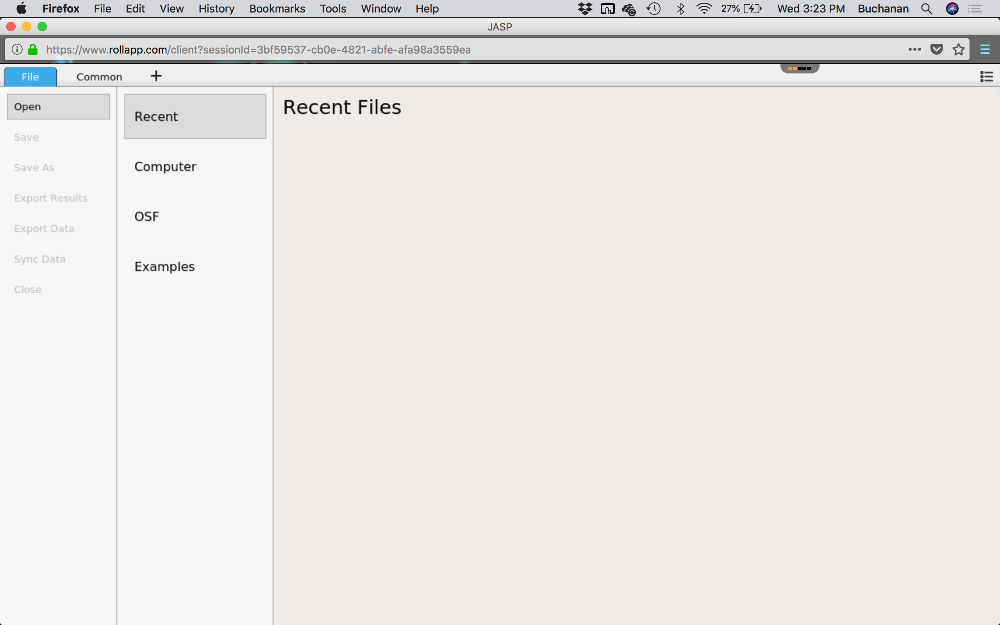 Firefox File Edit View History Bookmarks Tools Window Help 27% Wed 3:23 PM Buchanan
JASP
https://www.rollapp.com/client?sessionId=3bf59537-cb0e-4821-abfe-afa98a3559ea
File Common +
Open
Save
Save As
Export Results
Export Data
Sync Data
Close
Recent
Computer
OSF
Examples
Recent Files